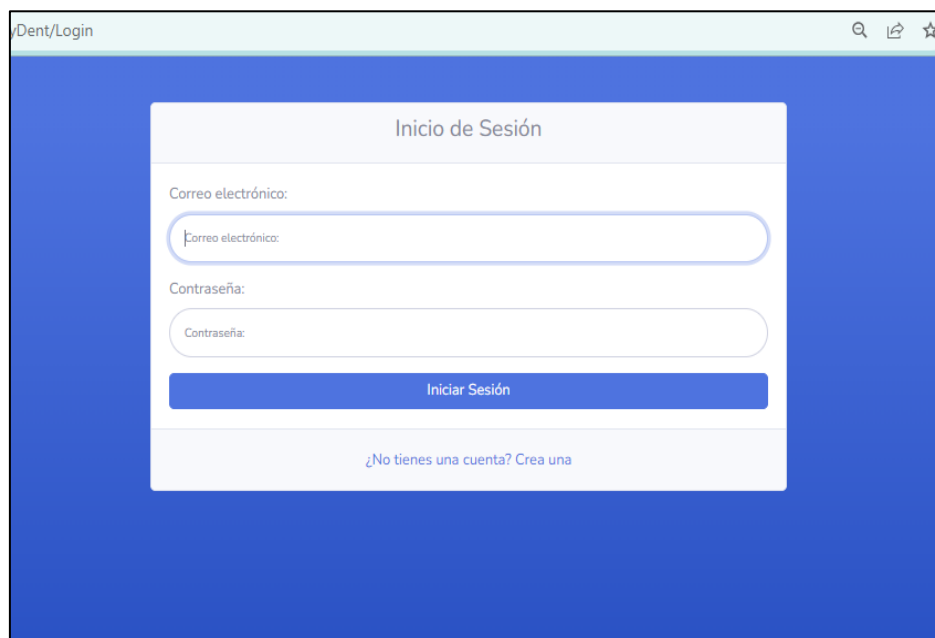 yDent/Login
Inicio de Sesión
Correo electrónico:
Correo electrónico:
Contraseña:
Contraseña:
Iniciar Sesión
¿No tienes una cuenta? Crea una